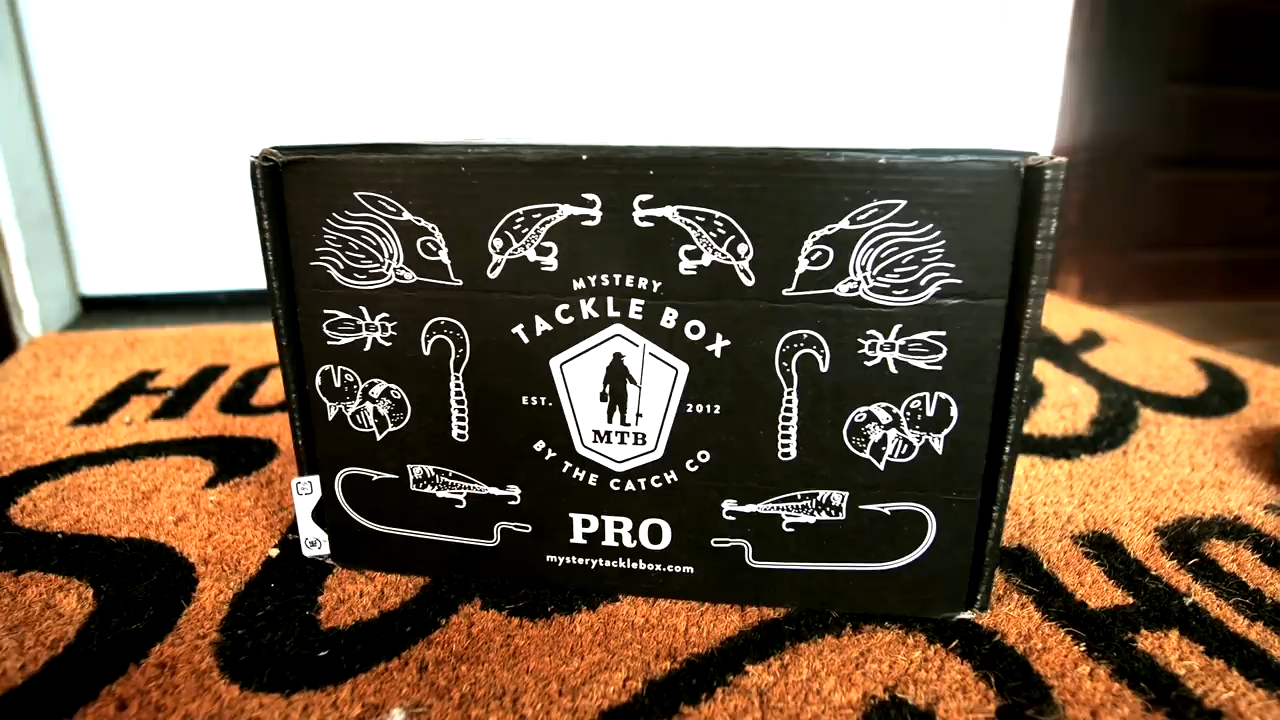 MYSTERY
TACKLE BOX
EST. 2012
MTB
BY THE CATCH CO
PRO
mysterytacklebox.com